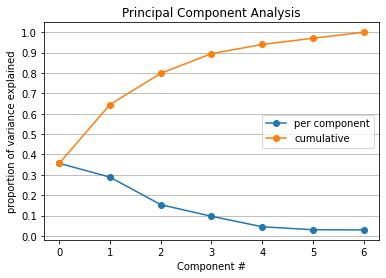 Principal Component Analysis
proportion of variance explained
1.0
0.9
0.8
0.7
0.6
0.5
0.4
0.3
0.2
0.1
0.0
per component
cumulative
0 1 2 3 4 5 6
Component #